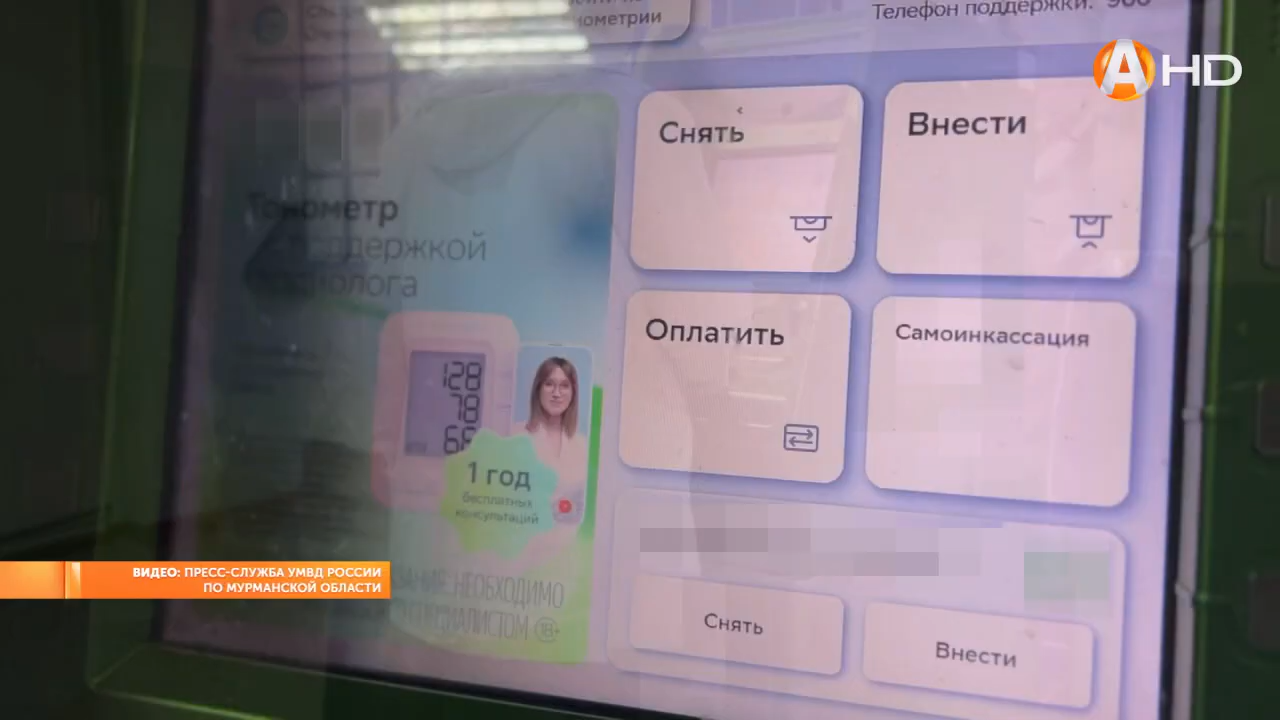 нометрии
Телефон поддержки: 900
A HD
Снять
Внести
Тонометр
поддержкой
Оплатить
Самоинкассация
128
78
68
1 год
бесплатных
консультаций
НЕОБХОДИМО
18+
Снять
Внести
ВИДЕО: ПРЕСС-СЛУЖБА УМВД РОССИИ
ПО МУРМАНСКОЙ ОБЛАСТИ